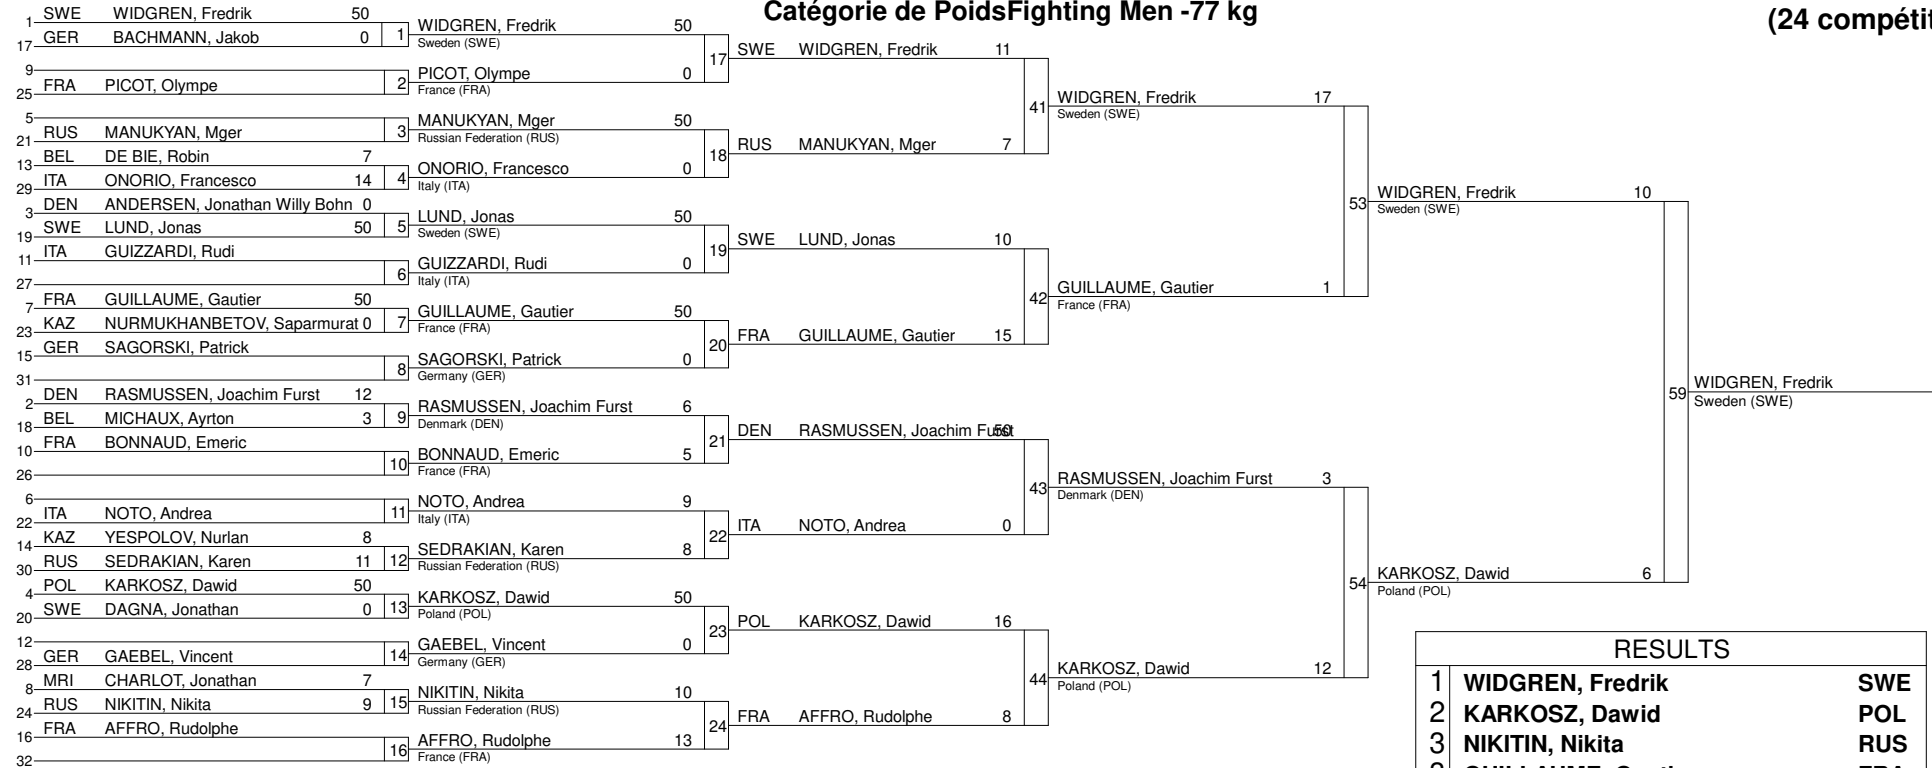 Catégorie de PoidsFighting Men -77 kg
(24 compétit
1 SWE WIDGREN, Fredrik 50
17 GER BACHMANN, Jakob 0
1
9
25 FRA PICOT, Olympe
2
5
21 RUS MANUKYAN, Mger
3
13 BEL DE BIE, Robin 7
29 ITA ONORIO, Francesco 14
4
3 DEN ANDERSEN, Jonathan Willy Bohn 0
19 SWE LUND, Jonas 50
5
11 ITA GUIZZARDI, Rudi
27
6
7 FRA GUILLAUME, Gautier 50
23 KAZ NURMUKHANBETOV, Saparmurat 0
7
15 GER SAGORSKI, Patrick
31
8
2 DEN RASMUSSEN, Joachim Furst 12
18 BEL MICHAUX, Ayrton 3
9
10 FRA BONNAUD, Emeric
26
10
6
22 ITA NOTO, Andrea
11
14 KAZ YESPOLOV, Nurlan 8
30 RUS SEDRAKIAN, Karen 11
12
4 POL KARKOSZ, Dawid 50
20 SWE DAGNA, Jonathan 0
13
12
28 GER GAEBEL, Vincent
14
8 MRI CHARLOT, Jonathan 7
24 RUS NIKITIN, Nikita 9
15
16 FRA AFFRO, Rudolphe
32
16
WIDGREN, Fredrik 50
Sweden (SWE)
17
PICOT, Olympe 0
France (FRA)
MANUKYAN, Mger 50
Russian Federation (RUS)
18
ONORIO, Francesco 0
Italy (ITA)
LUND, Jonas 50
Sweden (SWE)
19
GUIZZARDI, Rudi 0
Italy (ITA)
GUILLAUME, Gautier 50
France (FRA)
20
SAGORSKI, Patrick 0
Germany (GER)
RASMUSSEN, Joachim Furst 6
Denmark (DEN)
21
BONNAUD, Emeric 5
France (FRA)
NOTO, Andrea 9
Italy (ITA)
22
SEDRAKIAN, Karen 8
Russian Federation (RUS)
KARKOSZ, Dawid 50
Poland (POL)
23
GAEBEL, Vincent 0
Germany (GER)
NIKITIN, Nikita 10
Russian Federation (RUS)
24
AFFRO, Rudolphe 13
France (FRA)
SWE WIDGREN, Fredrik 11
41
RUS MANUKYAN, Mger 7
SWE LUND, Jonas 10
42
FRA GUILLAUME, Gautier 15
DEN RASMUSSEN, Joachim Furst 50
43
ITA NOTO, Andrea 0
POL KARKOSZ, Dawid 16
44
FRA AFFRO, Rudolphe 8
WIDGREN, Fredrik 17
Sweden (SWE)
53
GUILLAUME, Gautier 1
France (FRA)
RASMUSSEN, Joachim Furst 3
Denmark (DEN)
54
KARKOSZ, Dawid 12
Poland (POL)
WIDGREN, Fredrik 10
Sweden (SWE)
59
KARKOSZ, Dawid 6
Poland (POL)
WIDGREN, Fredrik
Sweden (SWE)
RESULTS
1 WIDGREN, Fredrik SWE
2 KARKOSZ, Dawid POL
3 NIKITIN, Nikita RUS